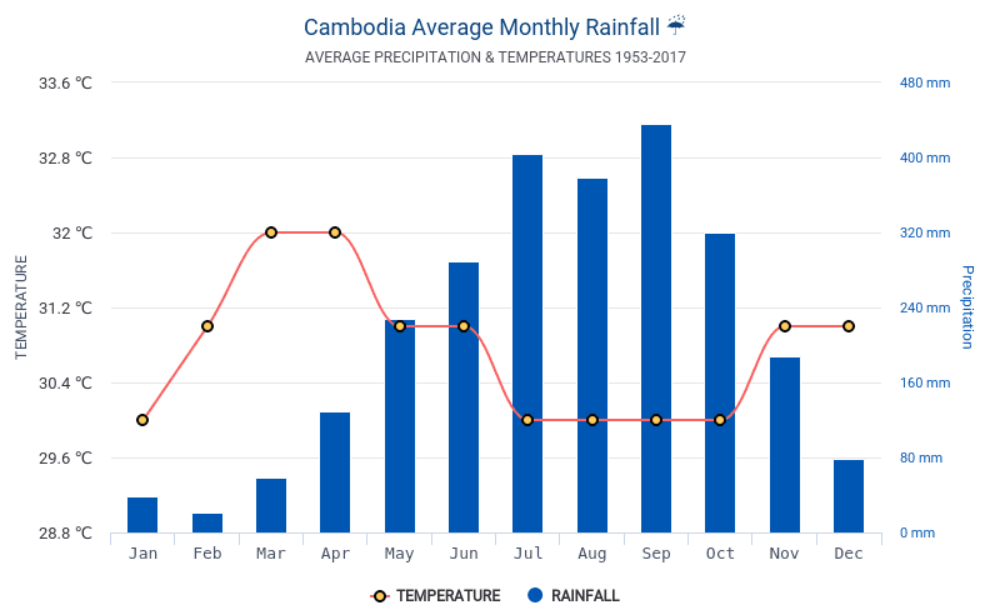 Cambodia Average Monthly Rainfall ☔
AVERAGE PRECIPITATION & TEMPERATURES 1953-2017
33.6 °C
32.8 °C
32 °C
31.2 °C
30.4 °C
29.6 °C
28.8 °C
TEMPERATURE
480 mm
400 mm
320 mm
240 mm
160 mm
80 mm
0 mm
Precipitation
Jan Feb Mar Apr May Jun Jul Aug Sep Oct Nov Dec
TEMPERATURE RAINFALL